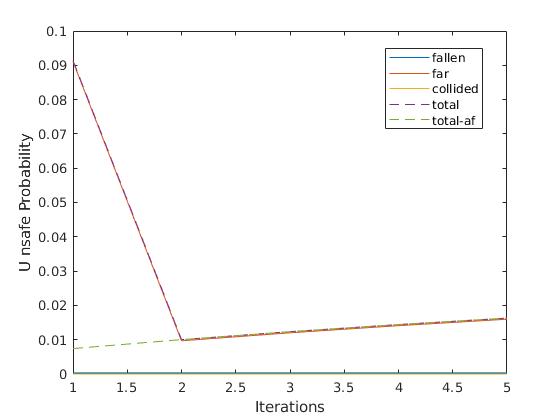 0.1
0.09
0.08
0.07
0.06
0.05
0.04
0.03
0.02
0.01
0
U nsafe Probability
fallen
far
collided
total
total-af
1 1.5 2 2.5 3 3.5 4 4.5 5
Iterations